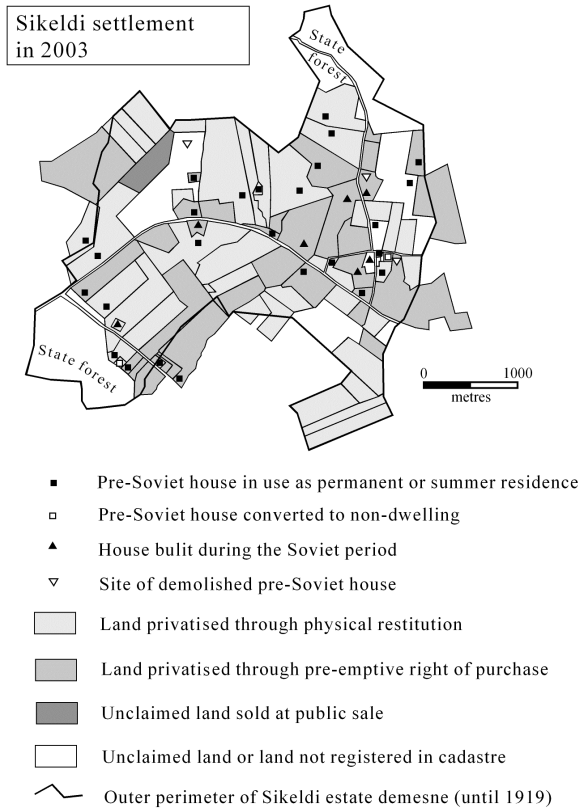 Sikeldi settlement
in 2003
State
forest
State forest
0 1000
metres
Pre-Soviet house in use as permanent or summer residence
Pre-Soviet house converted to non-dwelling
House bulit during the Soviet period
Site of demolished pre-Soviet house
Land privatised through physical restitution
Land privatised through pre-emptive right of purchase
Unclaimed land sold at public sale
Unclaimed land or land not registered in cadastre
Outer perimeter of Sikeldi estate demesne (until 1919)